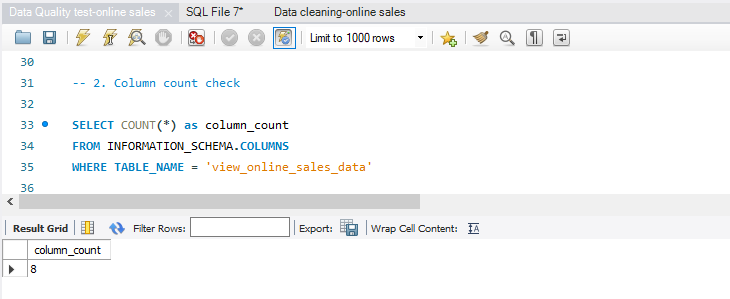 Data Quality test-online sales × SQL File 7* Data cleaning-online sales
Limit to 1000 rows
30
31 -- 2. Column count check
32
33 SELECT COUNT(*) as column_count
34 FROM INFORMATION_SCHEMA.COLUMNS
35 WHERE TABLE_NAME = 'view_online_sales_data'
36
Result Grid Filter Rows: Export: Wrap Cell Content:
column_count
8